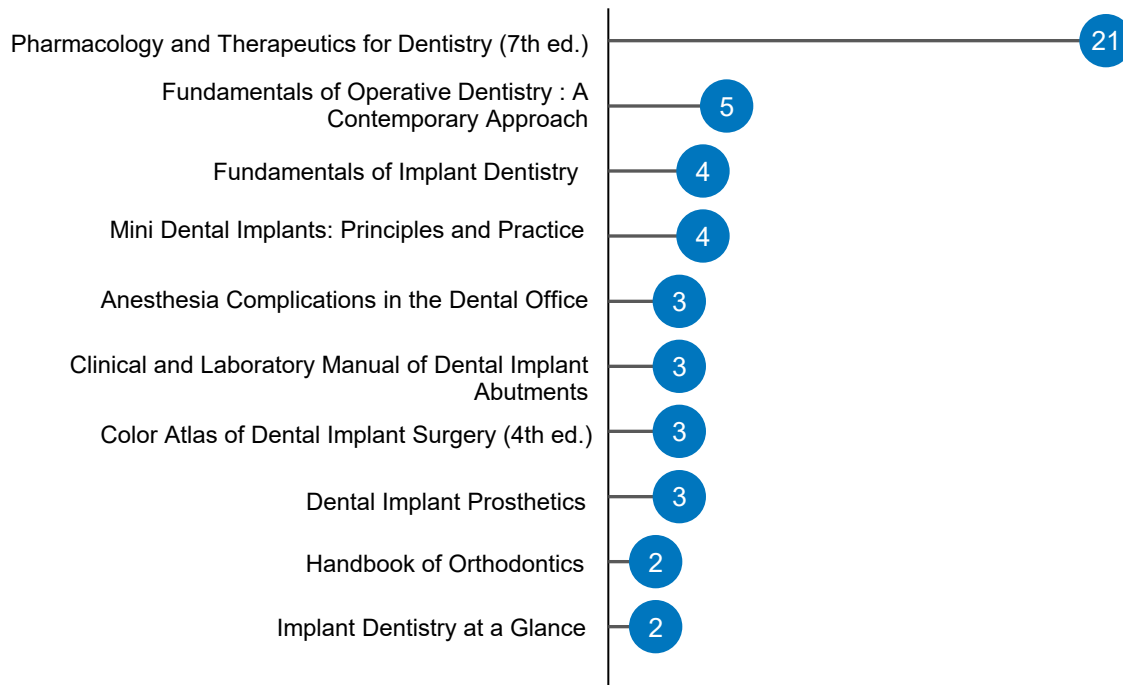 Pharmacology and Therapeutics for Dentistry (7th ed.)
21
Fundamentals of Operative Dentistry : A
Contemporary Approach
5
Fundamentals of Implant Dentistry
4
Mini Dental Implants: Principles and Practice
4
Anesthesia Complications in the Dental Office
3
Clinical and Laboratory Manual of Dental Implant
Abutments
3
Color Atlas of Dental Implant Surgery (4th ed.)
3
Dental Implant Prosthetics
3
Handbook of Orthodontics
2
Implant Dentistry at a Glance
2